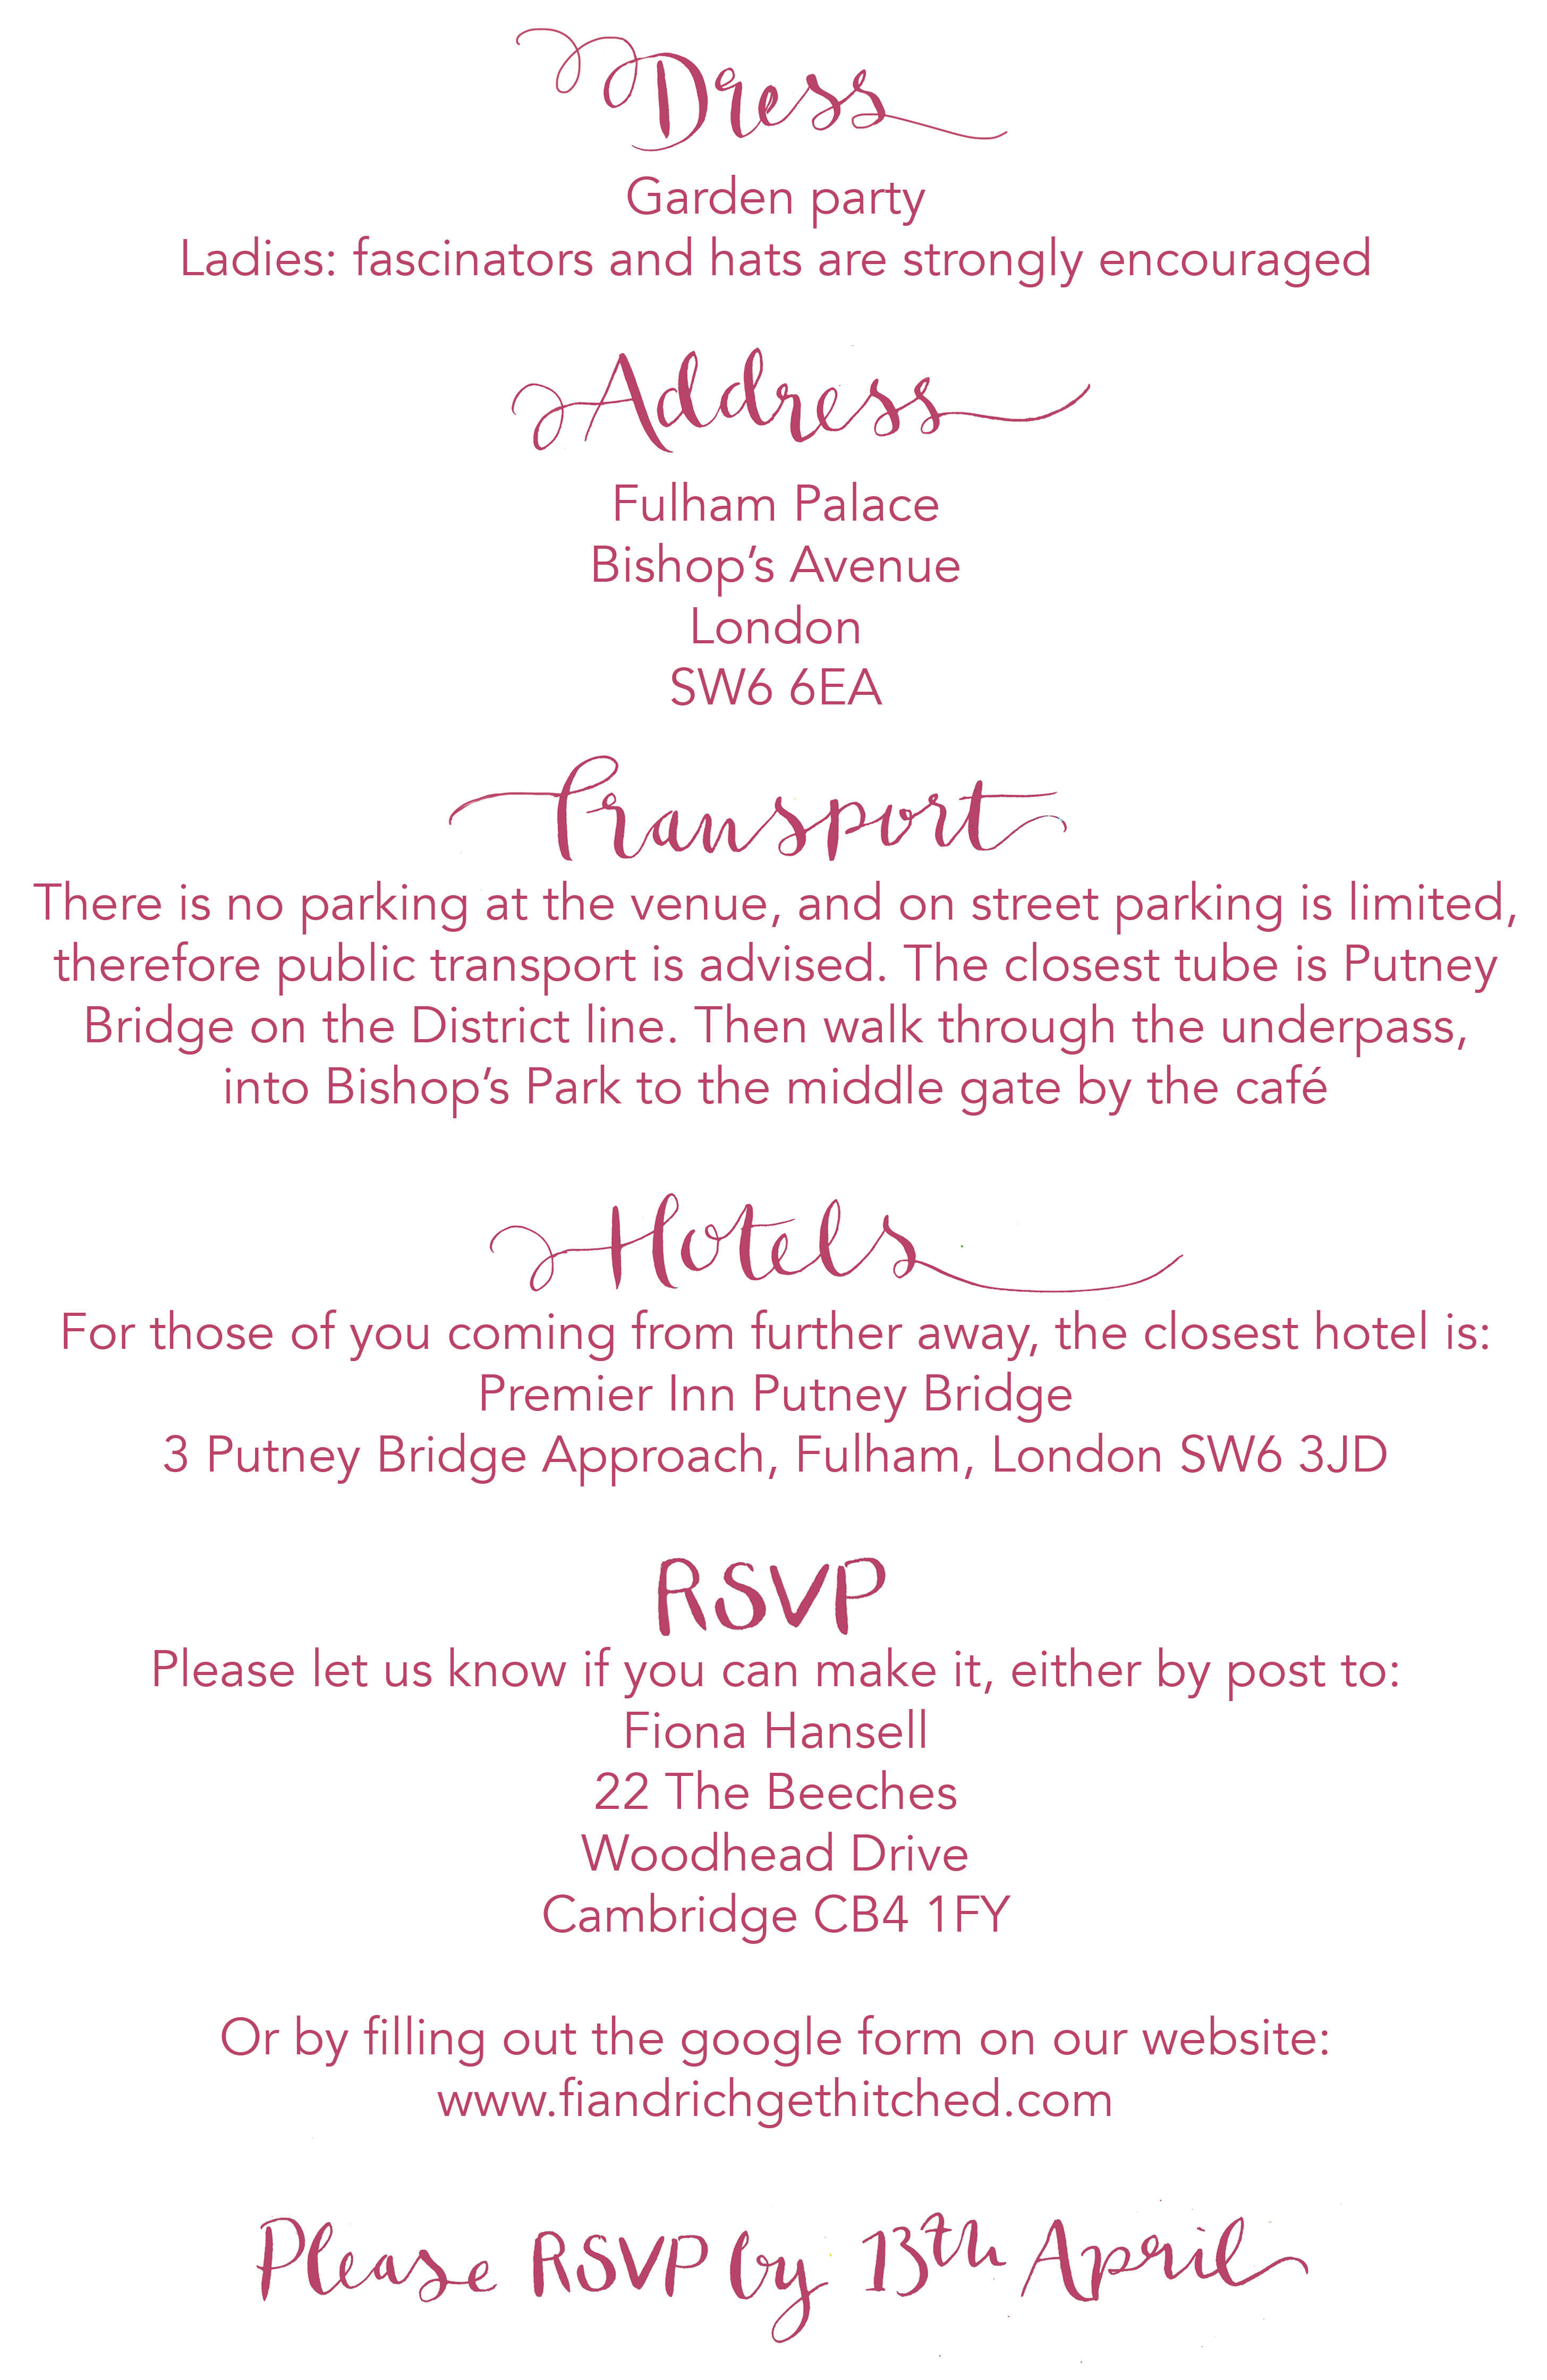 Dress
Garden party
Ladies: fascinators and hats are strongly encouraged
Address
Fulham Palace
Bishop’s Avenue
London
SW6 6EA
Transport
There is no parking at the venue, and on street parking is limited,
therefore public transport is advised. The closest tube is Putney
Bridge on the District line. Then walk through the underpass,
into Bishop’s Park to the middle gate by the café
Hotels
For those of you coming from further away, the closest hotel is:
Premier Inn Putney Bridge
3 Putney Bridge Approach, Fulham, London SW6 3JD
RSVP
Please let us know if you can make it, either by post to:
Fiona Hansell
22 The Beeches
Woodhead Drive
Cambridge CB4 1FY
Or by filling out the google form on our website:
www.fiandrichgethitched.com
Please RSVP by 13th April